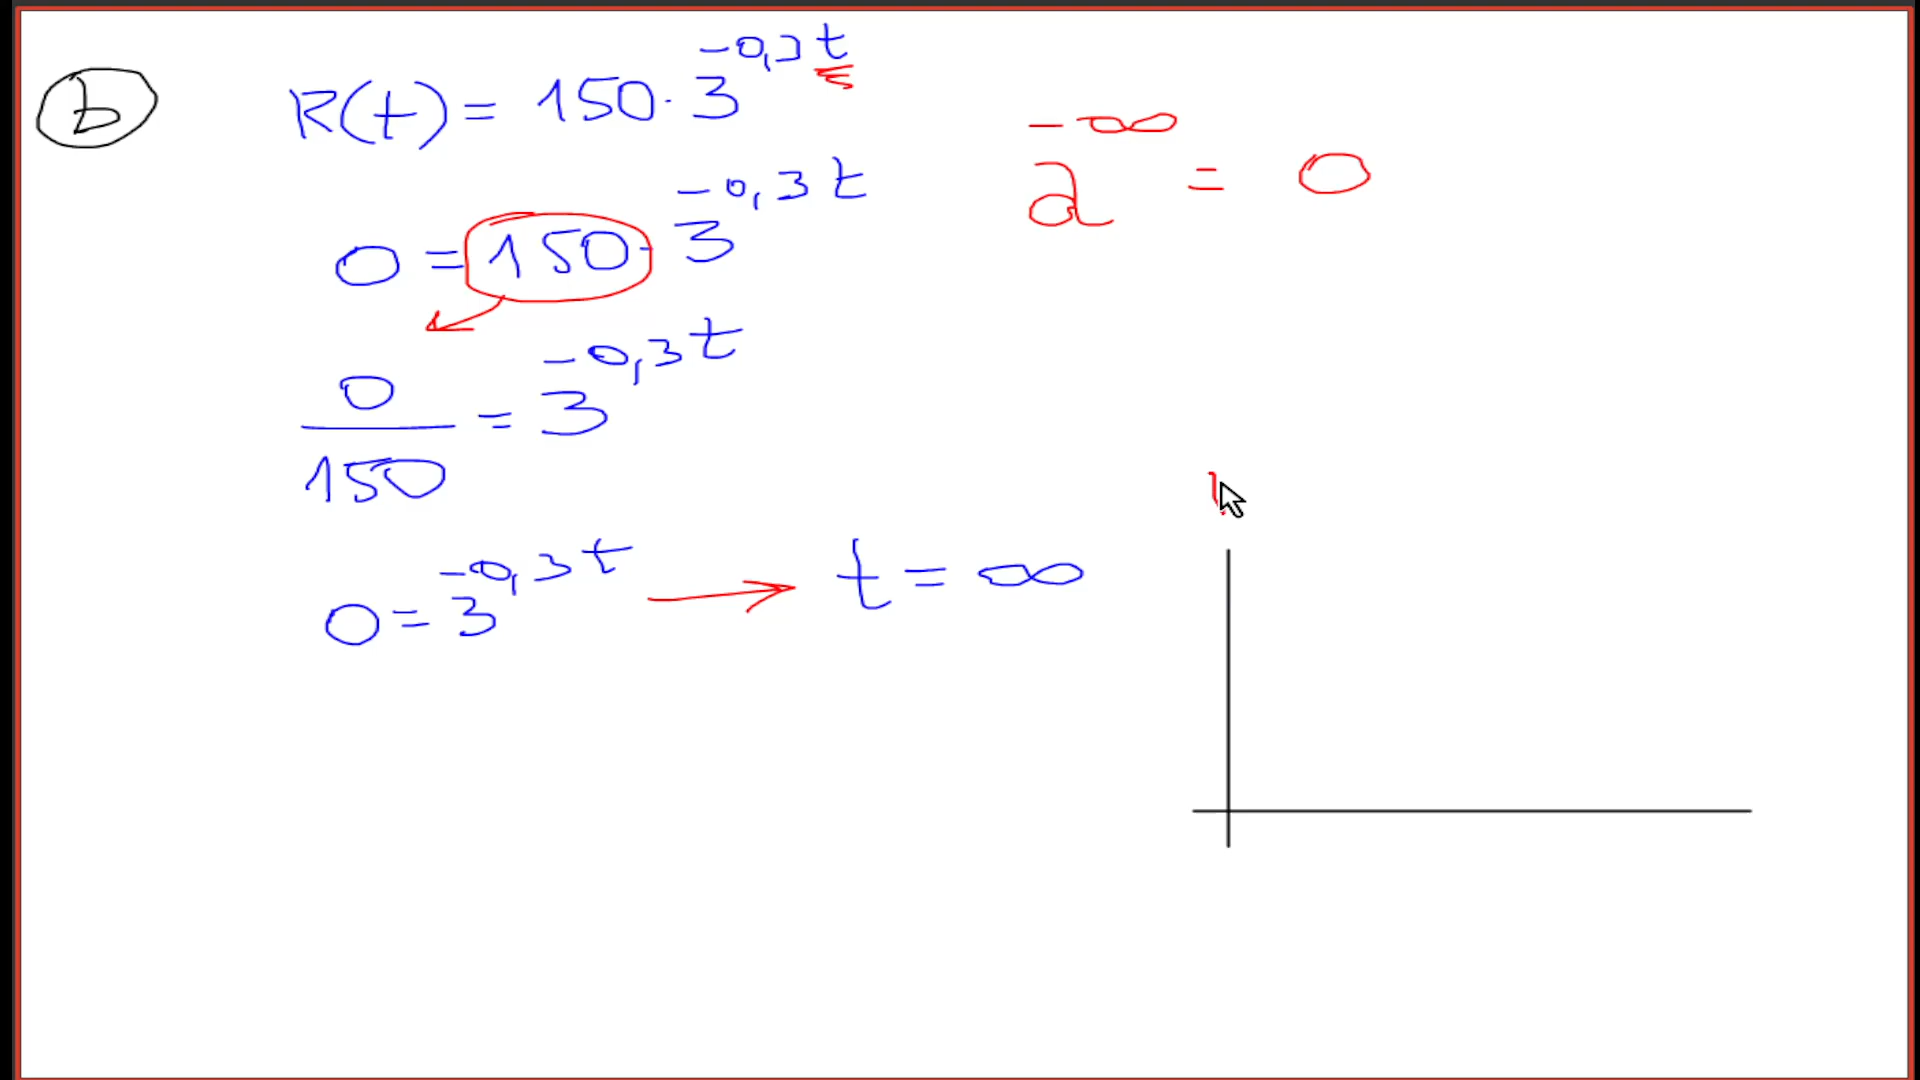 b
R(t) = 150 · 3^{-0,3t}
a^{-∞} = 0
0 = 150 · 3^{-0,3t}
0/150 = 3^{-0,3t}
0 = 3^{-0,3t} → t = ∞